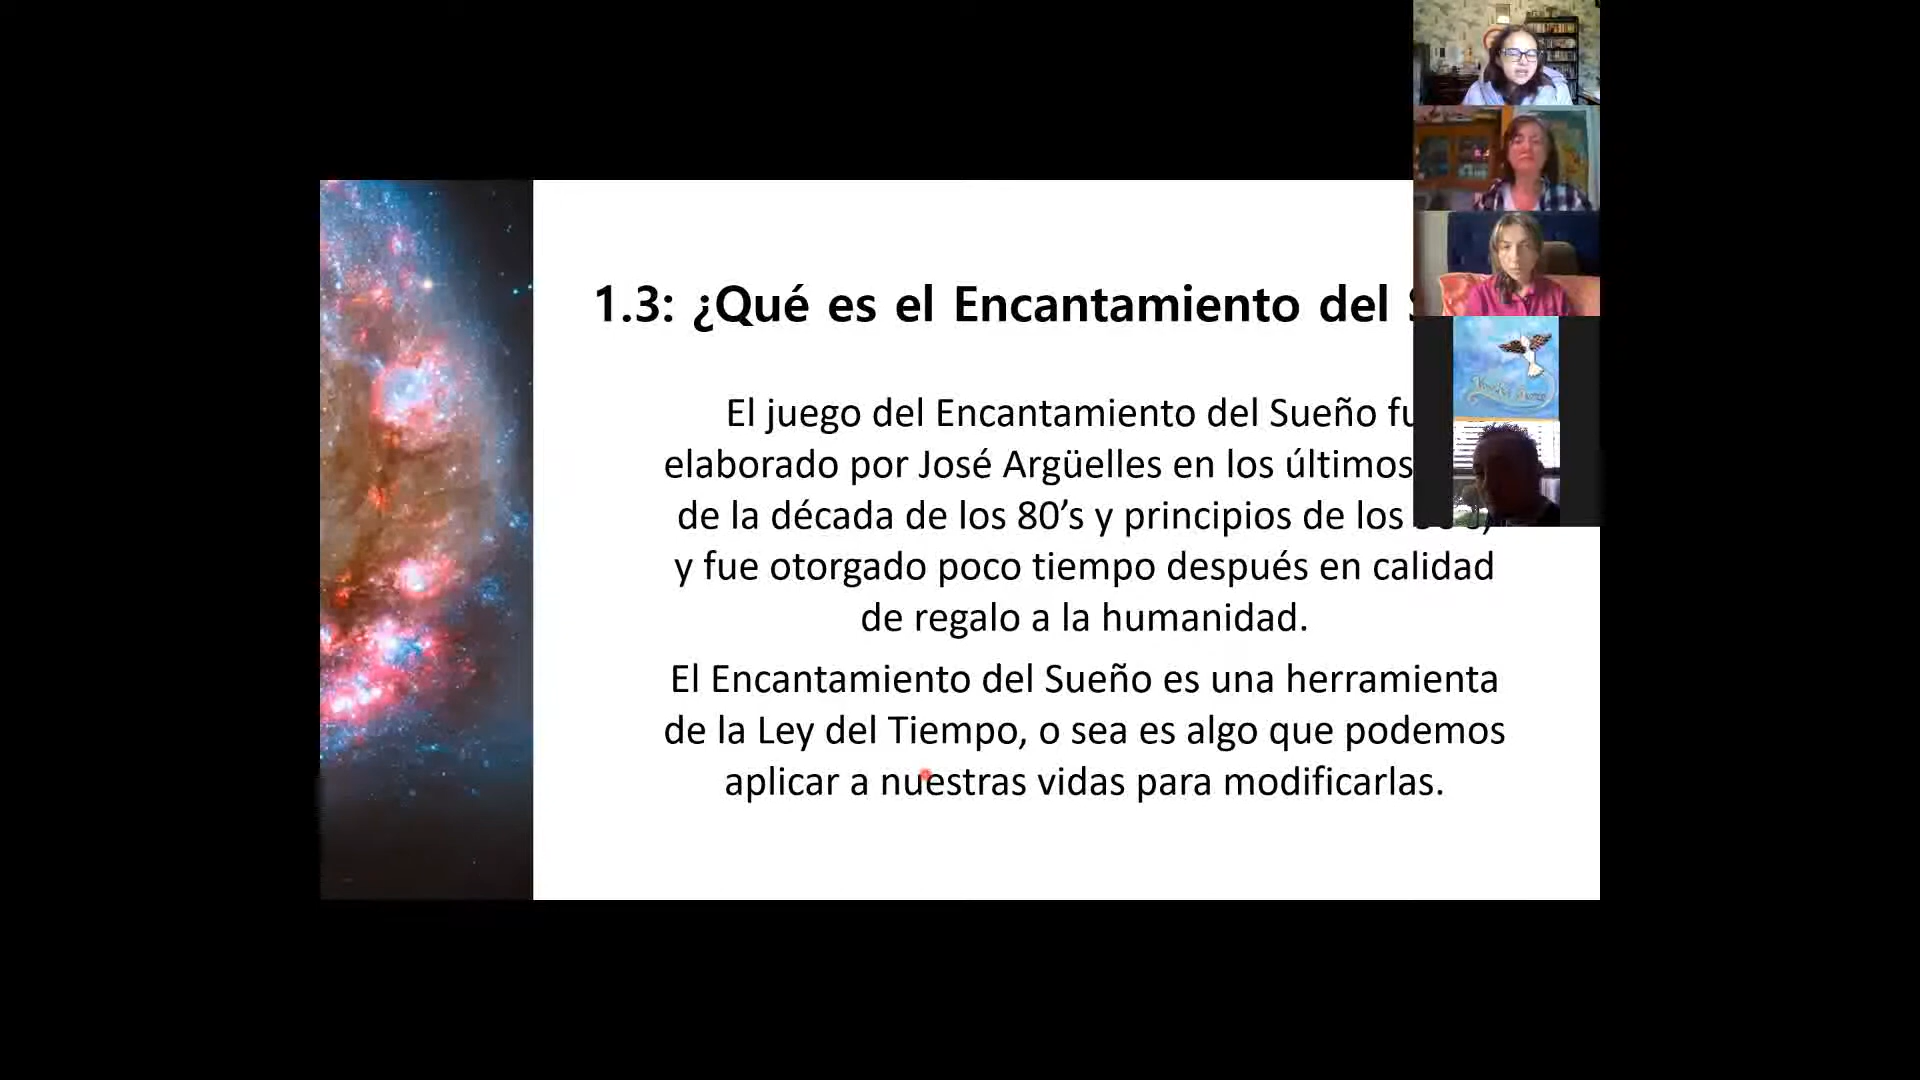 1.3: ¿Qué es el Encantamiento del S
El juego del Encantamiento del Sueño fu
elaborado por José Argüelles en los últimos
de la década de los 80’s y principios de los
y fue otorgado poco tiempo después en calidad
de regalo a la humanidad.
El Encantamiento del Sueño es una herramienta
de la Ley del Tiempo, o sea es algo que podemos
aplicar a nuestras vidas para modificarlas.